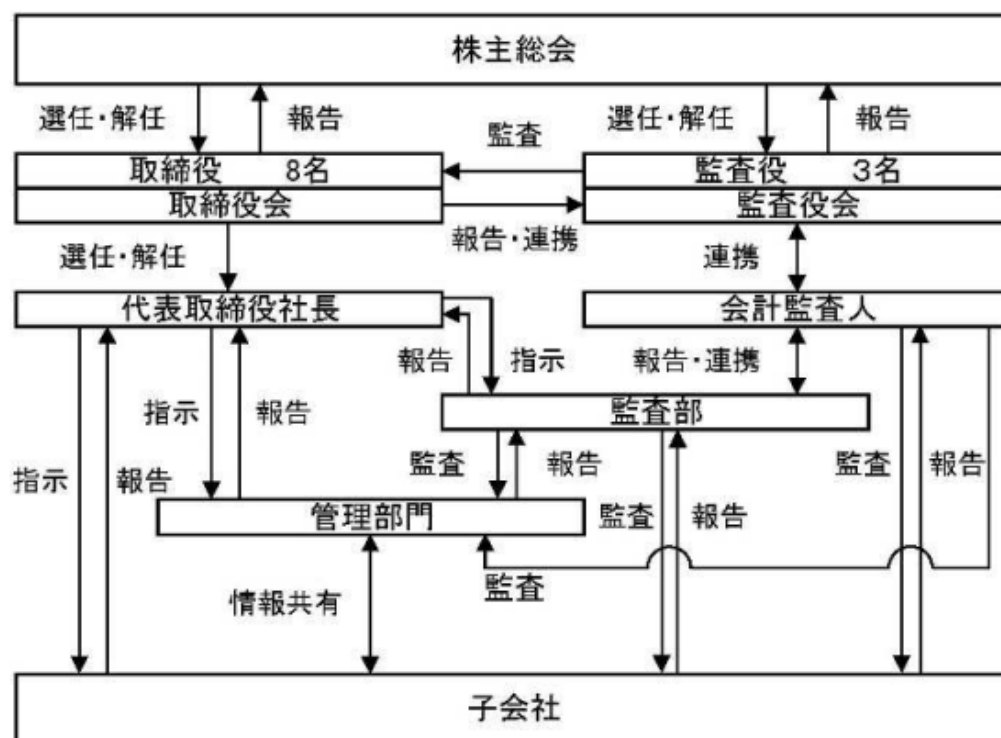 株主総会
選任・解任 報告 選任・解任 報告
監査
取締役 8名 監査役 3名
取締役会 監査役会
報告・連携
選任・解任 連携
代表取締役社長 会計監査人
報告 指示 報告・連携
監査部
指示 報告
監査 報告 監査 報告
指示 報告
管理部門 監査 報告
監査
情報共有
子会社